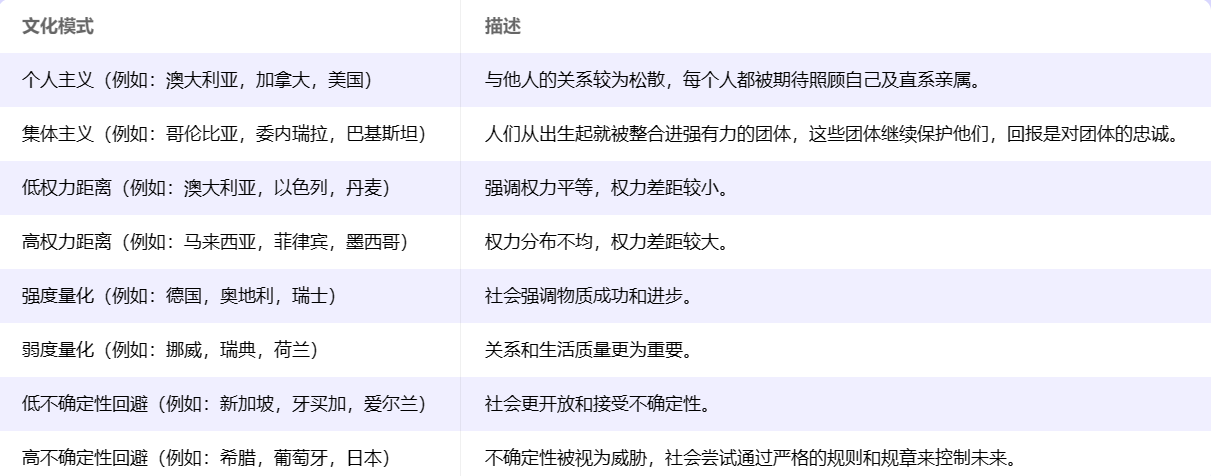 文化模式 描述
个人主义（例如：澳大利亚，加拿大，美国） 与他人的关系较为松散，每个人都被期待照顾自己及直系亲属。
集体主义（例如：哥伦比亚，委内瑞拉，巴基斯坦） 人们从出生起就被整合进强有力的团体，这些团体继续保护他们，回报是对团体的忠诚。
低权力距离（例如：澳大利亚，以色列，丹麦） 强调权力平等，权力差距较小。
高权力距离（例如：马来西亚，菲律宾，墨西哥） 权力分布不均，权力差距较大。
强度量化（例如：德国，奥地利，瑞士） 社会强调物质成功和进步。
弱度量化（例如：挪威，瑞典，荷兰） 关系和生活质量更为重要。
低不确定性回避（例如：新加坡，牙买加，爱尔兰） 社会更开放和接受不确定性。
高不确定性回避（例如：希腊，葡萄牙，日本） 不确定性被视为威胁，社会尝试通过严格的规则和规章来控制未来。